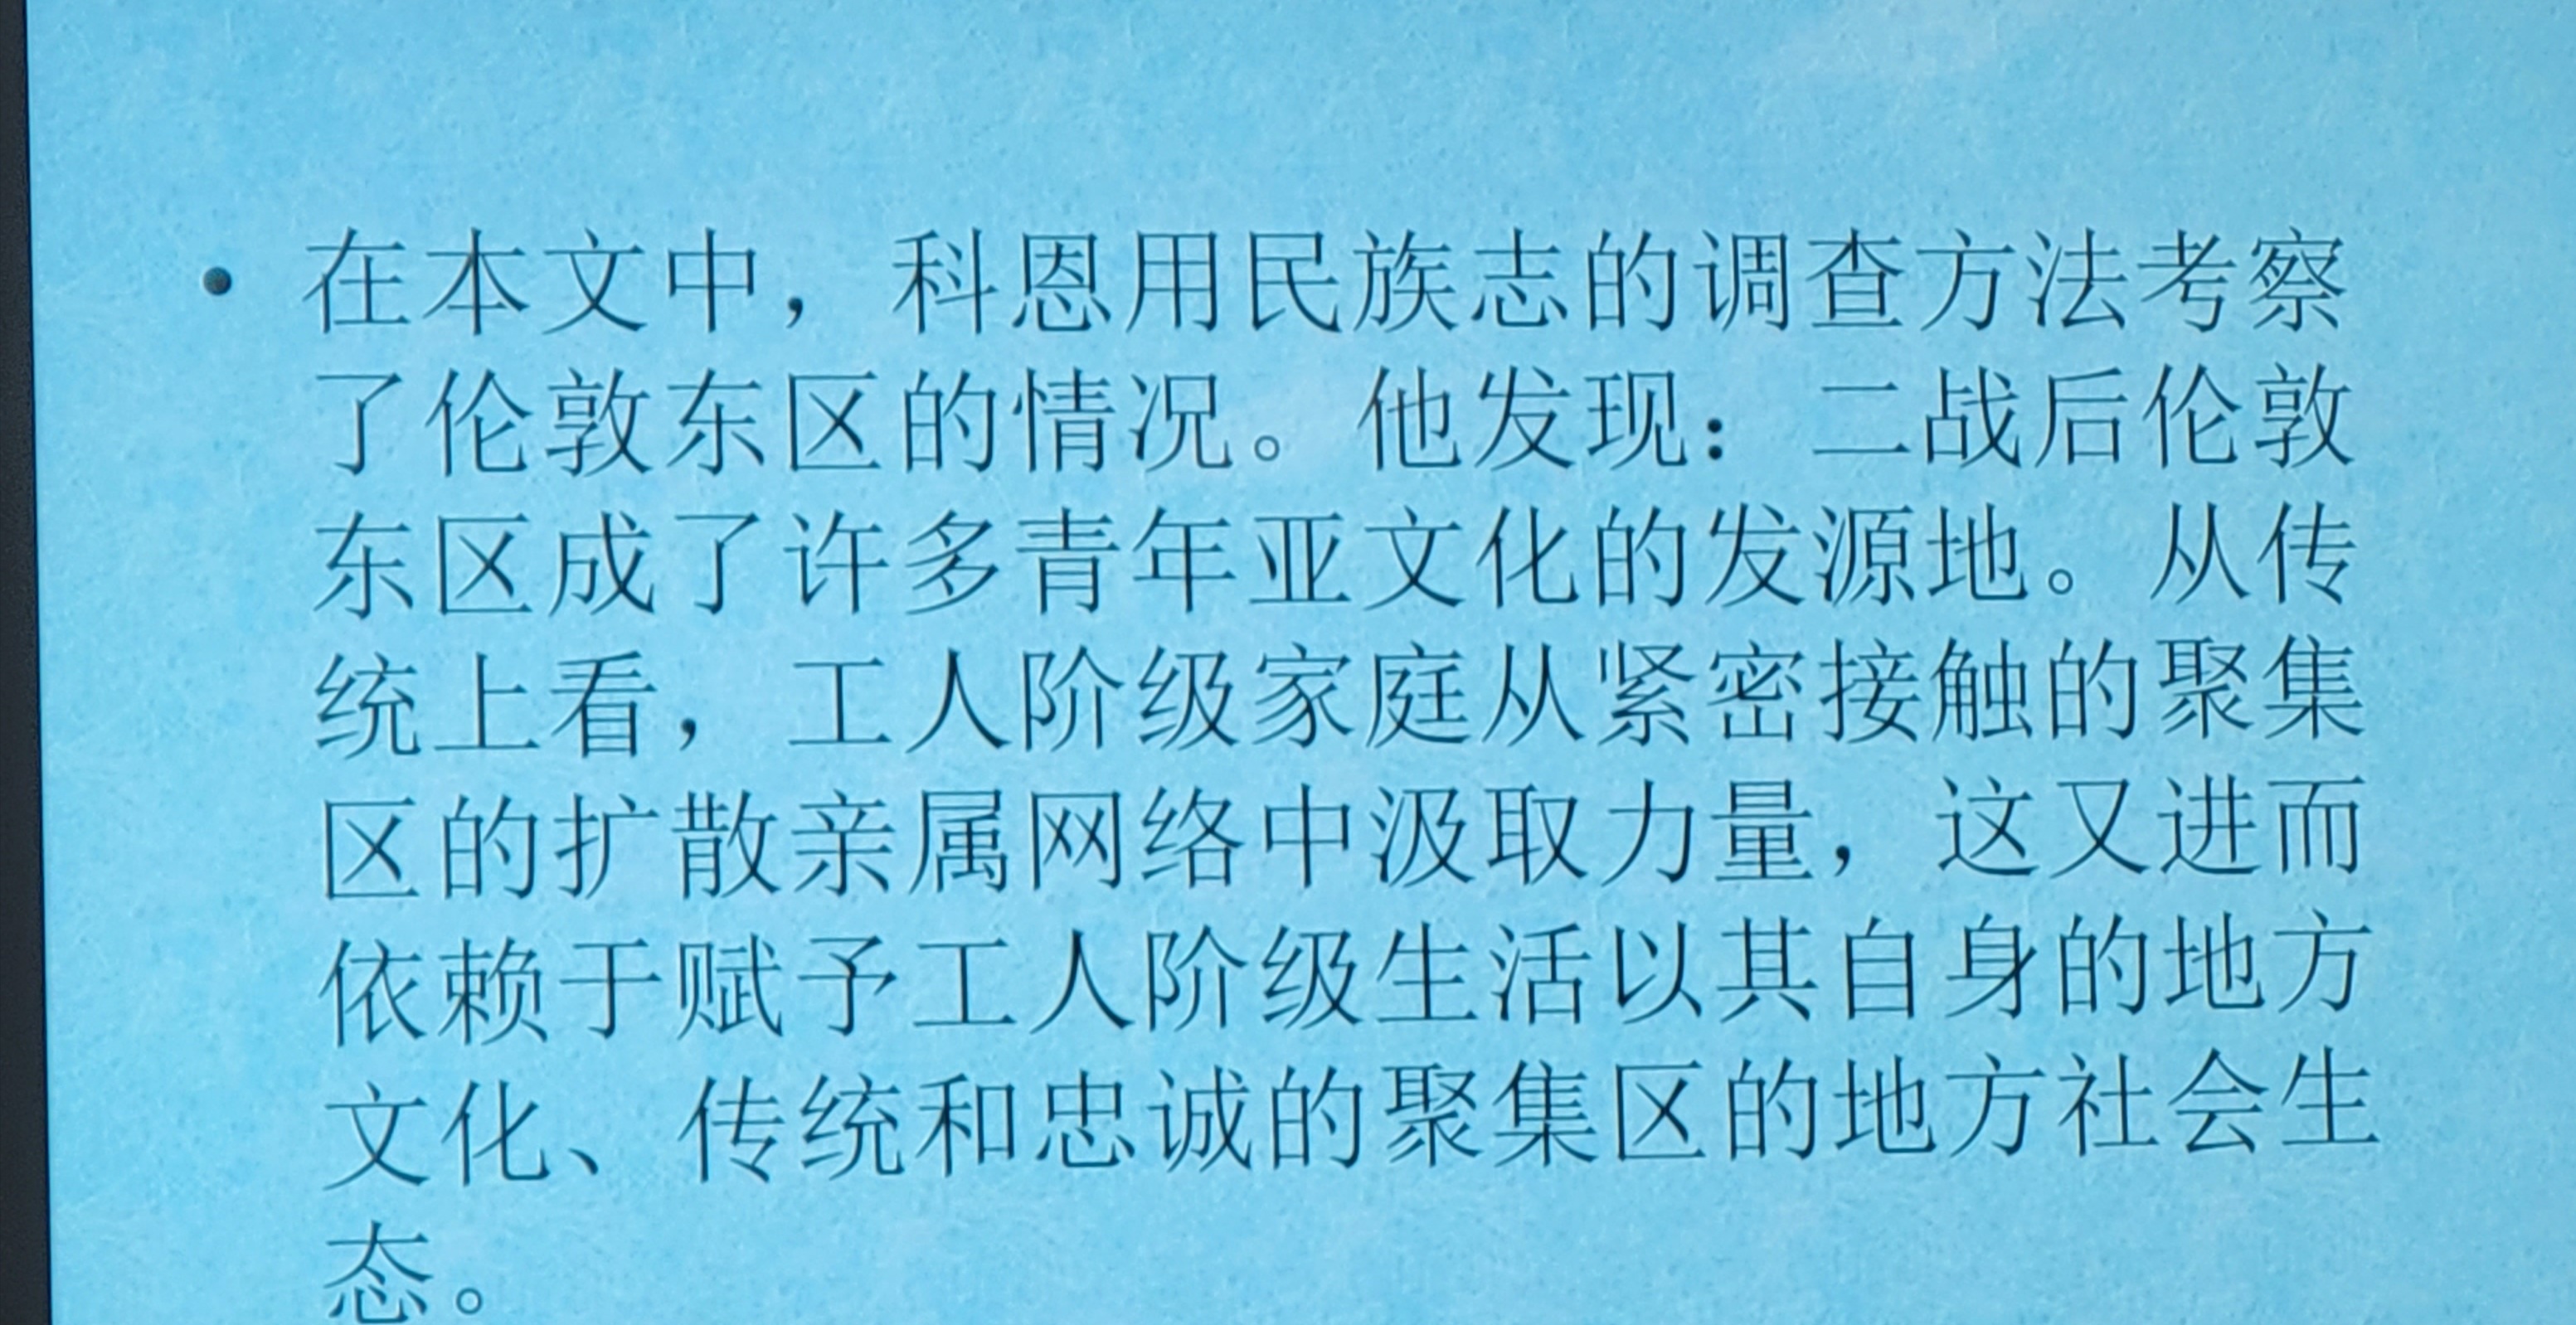 • 在本文中，科恩用民族志的调查方法考察
了伦敦东区的情况。他发现：二战后伦敦
东区成了许多青年亚文化的发源地。从传
统上看，工人阶级家庭从紧密接触的聚集
区的扩散亲属网络中汲取力量，这又进而
依赖于赋予工人阶级生活以其自身的地方
文化、传统和忠诚的聚集区的地方社会生
态。